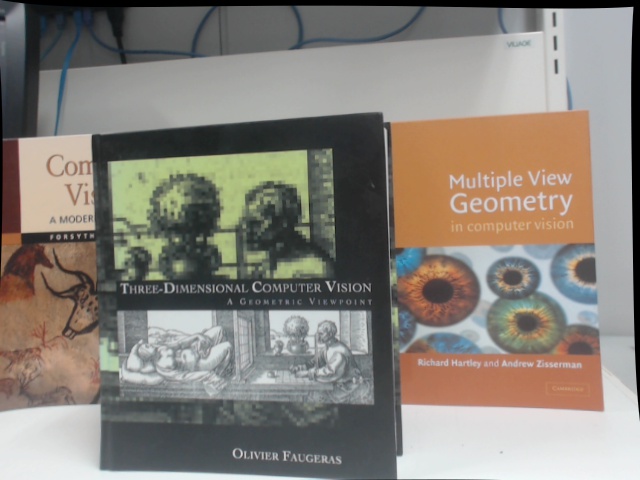 Com
Vis
A MODER
FORSYTH
THREE-DIMENSIONAL COMPUTER VISION
A GEOMETRIC VIEWPOINT
OLIVIER FAUGERAS
Multiple View
Geometry
in computer vision
Richard Hartley and Andrew Zisserman
CAMBRIDGE